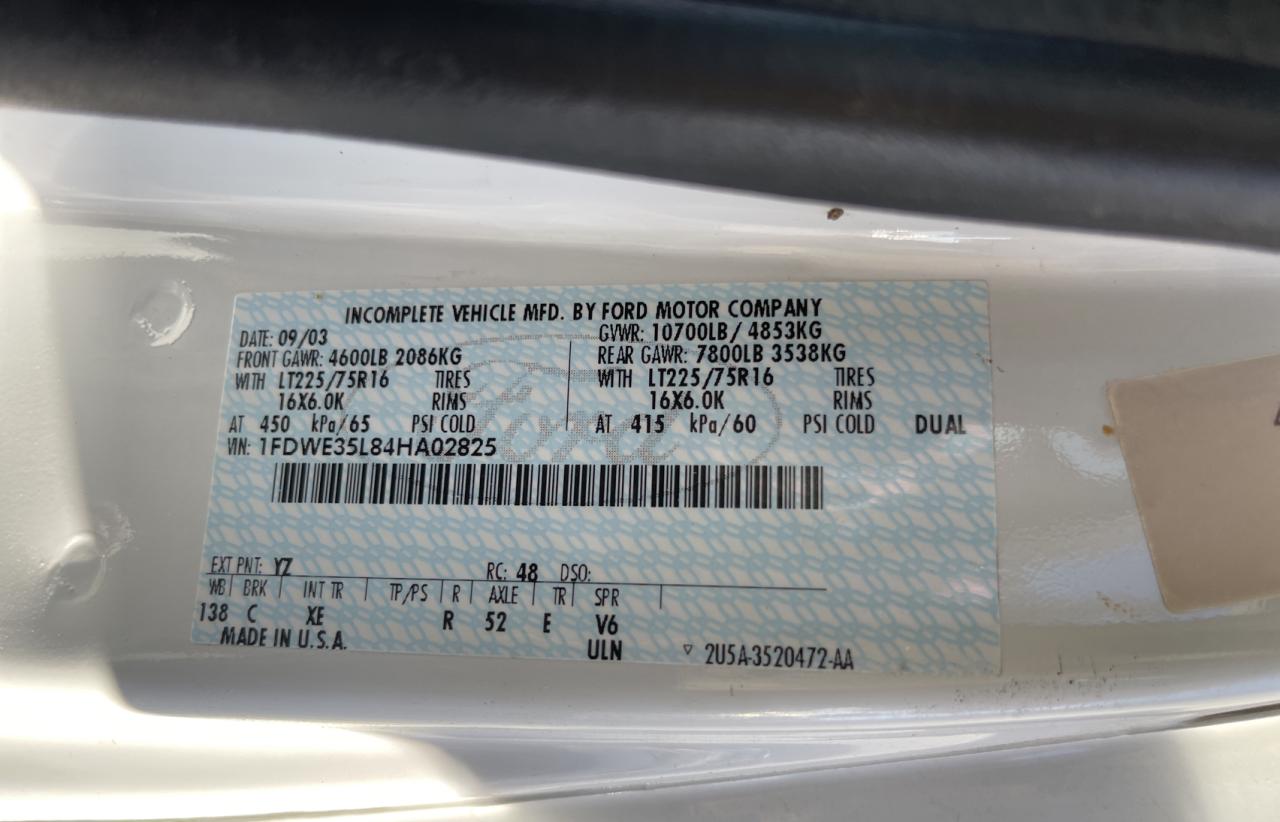 INCOMPLETE VEHICLE MFD. BY FORD MOTOR COMPANY
DATE: 09/03 GVWR: 10700LB/ 4853KG
FRONT GAWR: 4600LB 2086KG REAR GAWR: 7800LB 3538KG
WITH LT225/75R16 TIRES WITH LT225/75R16 TIRES
16X6.0K RIMS 16X6.0K RIMS
AT 450 kPa/65 PSI COLD AT 415 kPa/60 PSI COLD DUAL
VIN: 1FDWE35L84HA02825
Ford
EXT PNT: YZ RC: 48 DSO:
WB BRK INT TR TP/PS R AXLE TR SPR
138 C XE R 52 E V6
MADE IN U.S.A. ULN ▽ 2U5A-3520472-AA